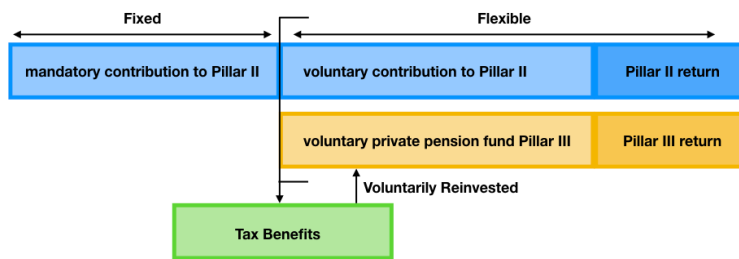 Fixed
Flexible
mandatory contribution to Pillar II
voluntary contribution to Pillar II
Pillar II return
voluntary private pension fund Pillar III
Pillar III return
Voluntarily Reinvested
Tax Benefits